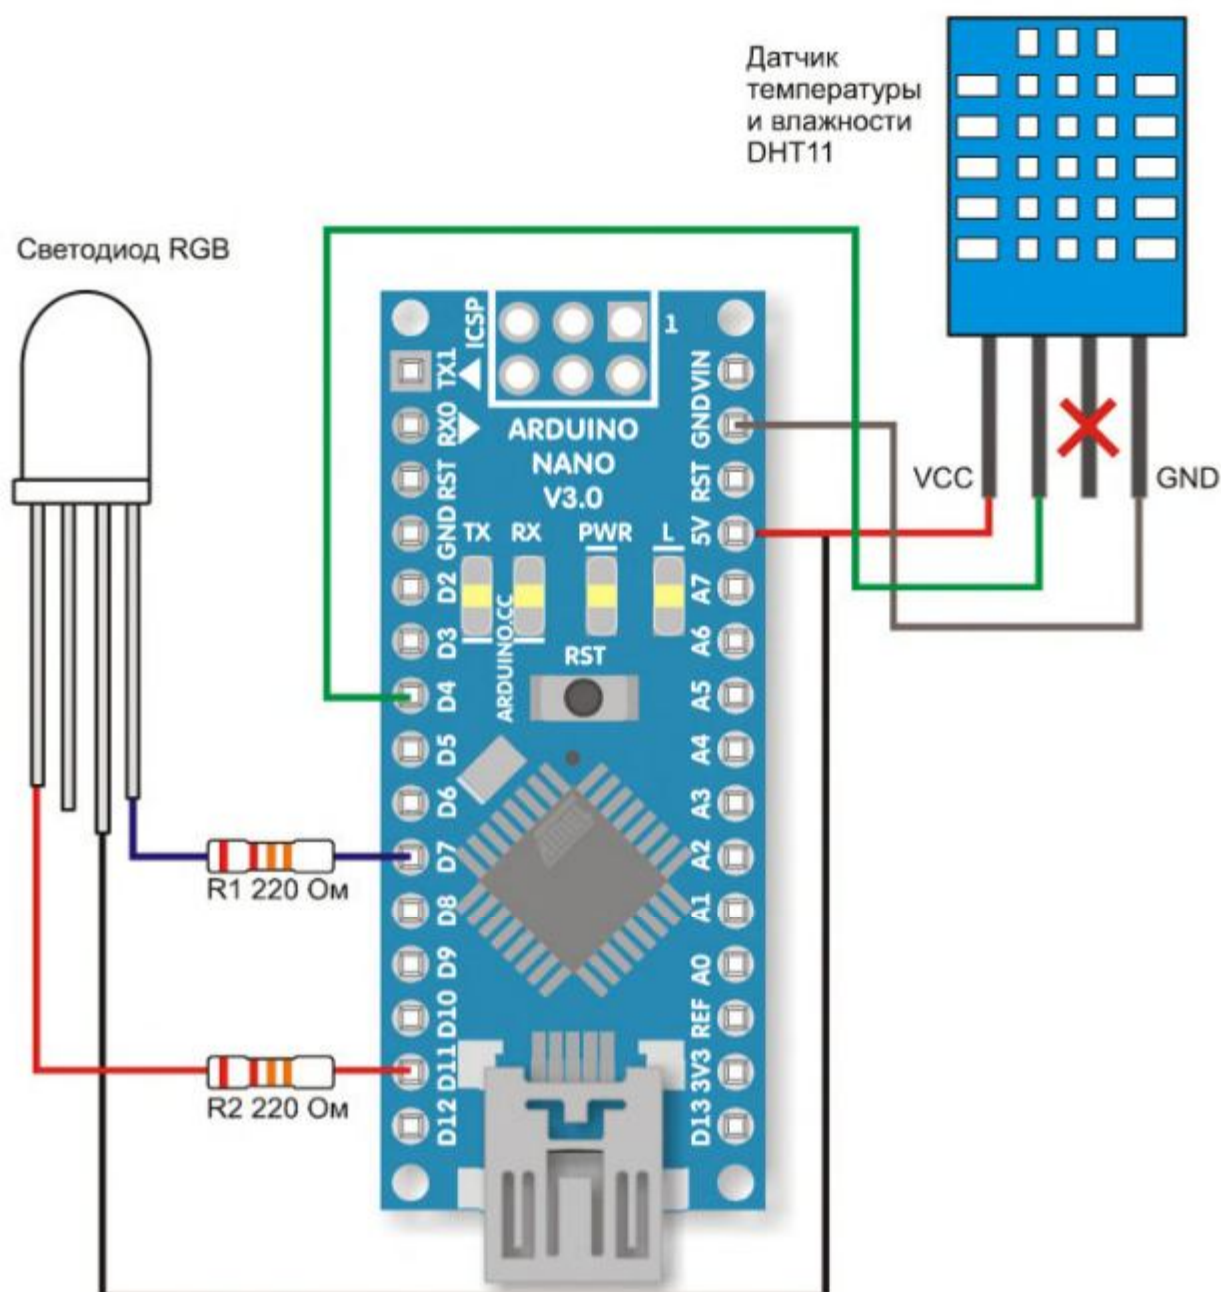 Датчик
температуры
и влажности
DHT11
Светодиод RGB
ICSP
1
TX1
RX0
RST
GND
D2
D3
D4
D5
D6
D7
D8
D9
D10
D11
D12
ARDUINO
NANO
V3.0
TX RX PWR L
ARDUINO.CC
RST
VIN
GND
RST
5V
A7
A6
A5
A4
A3
A2
A1
A0
REF
3V3
D13
VCC
GND
R1 220 Ом
R2 220 Ом